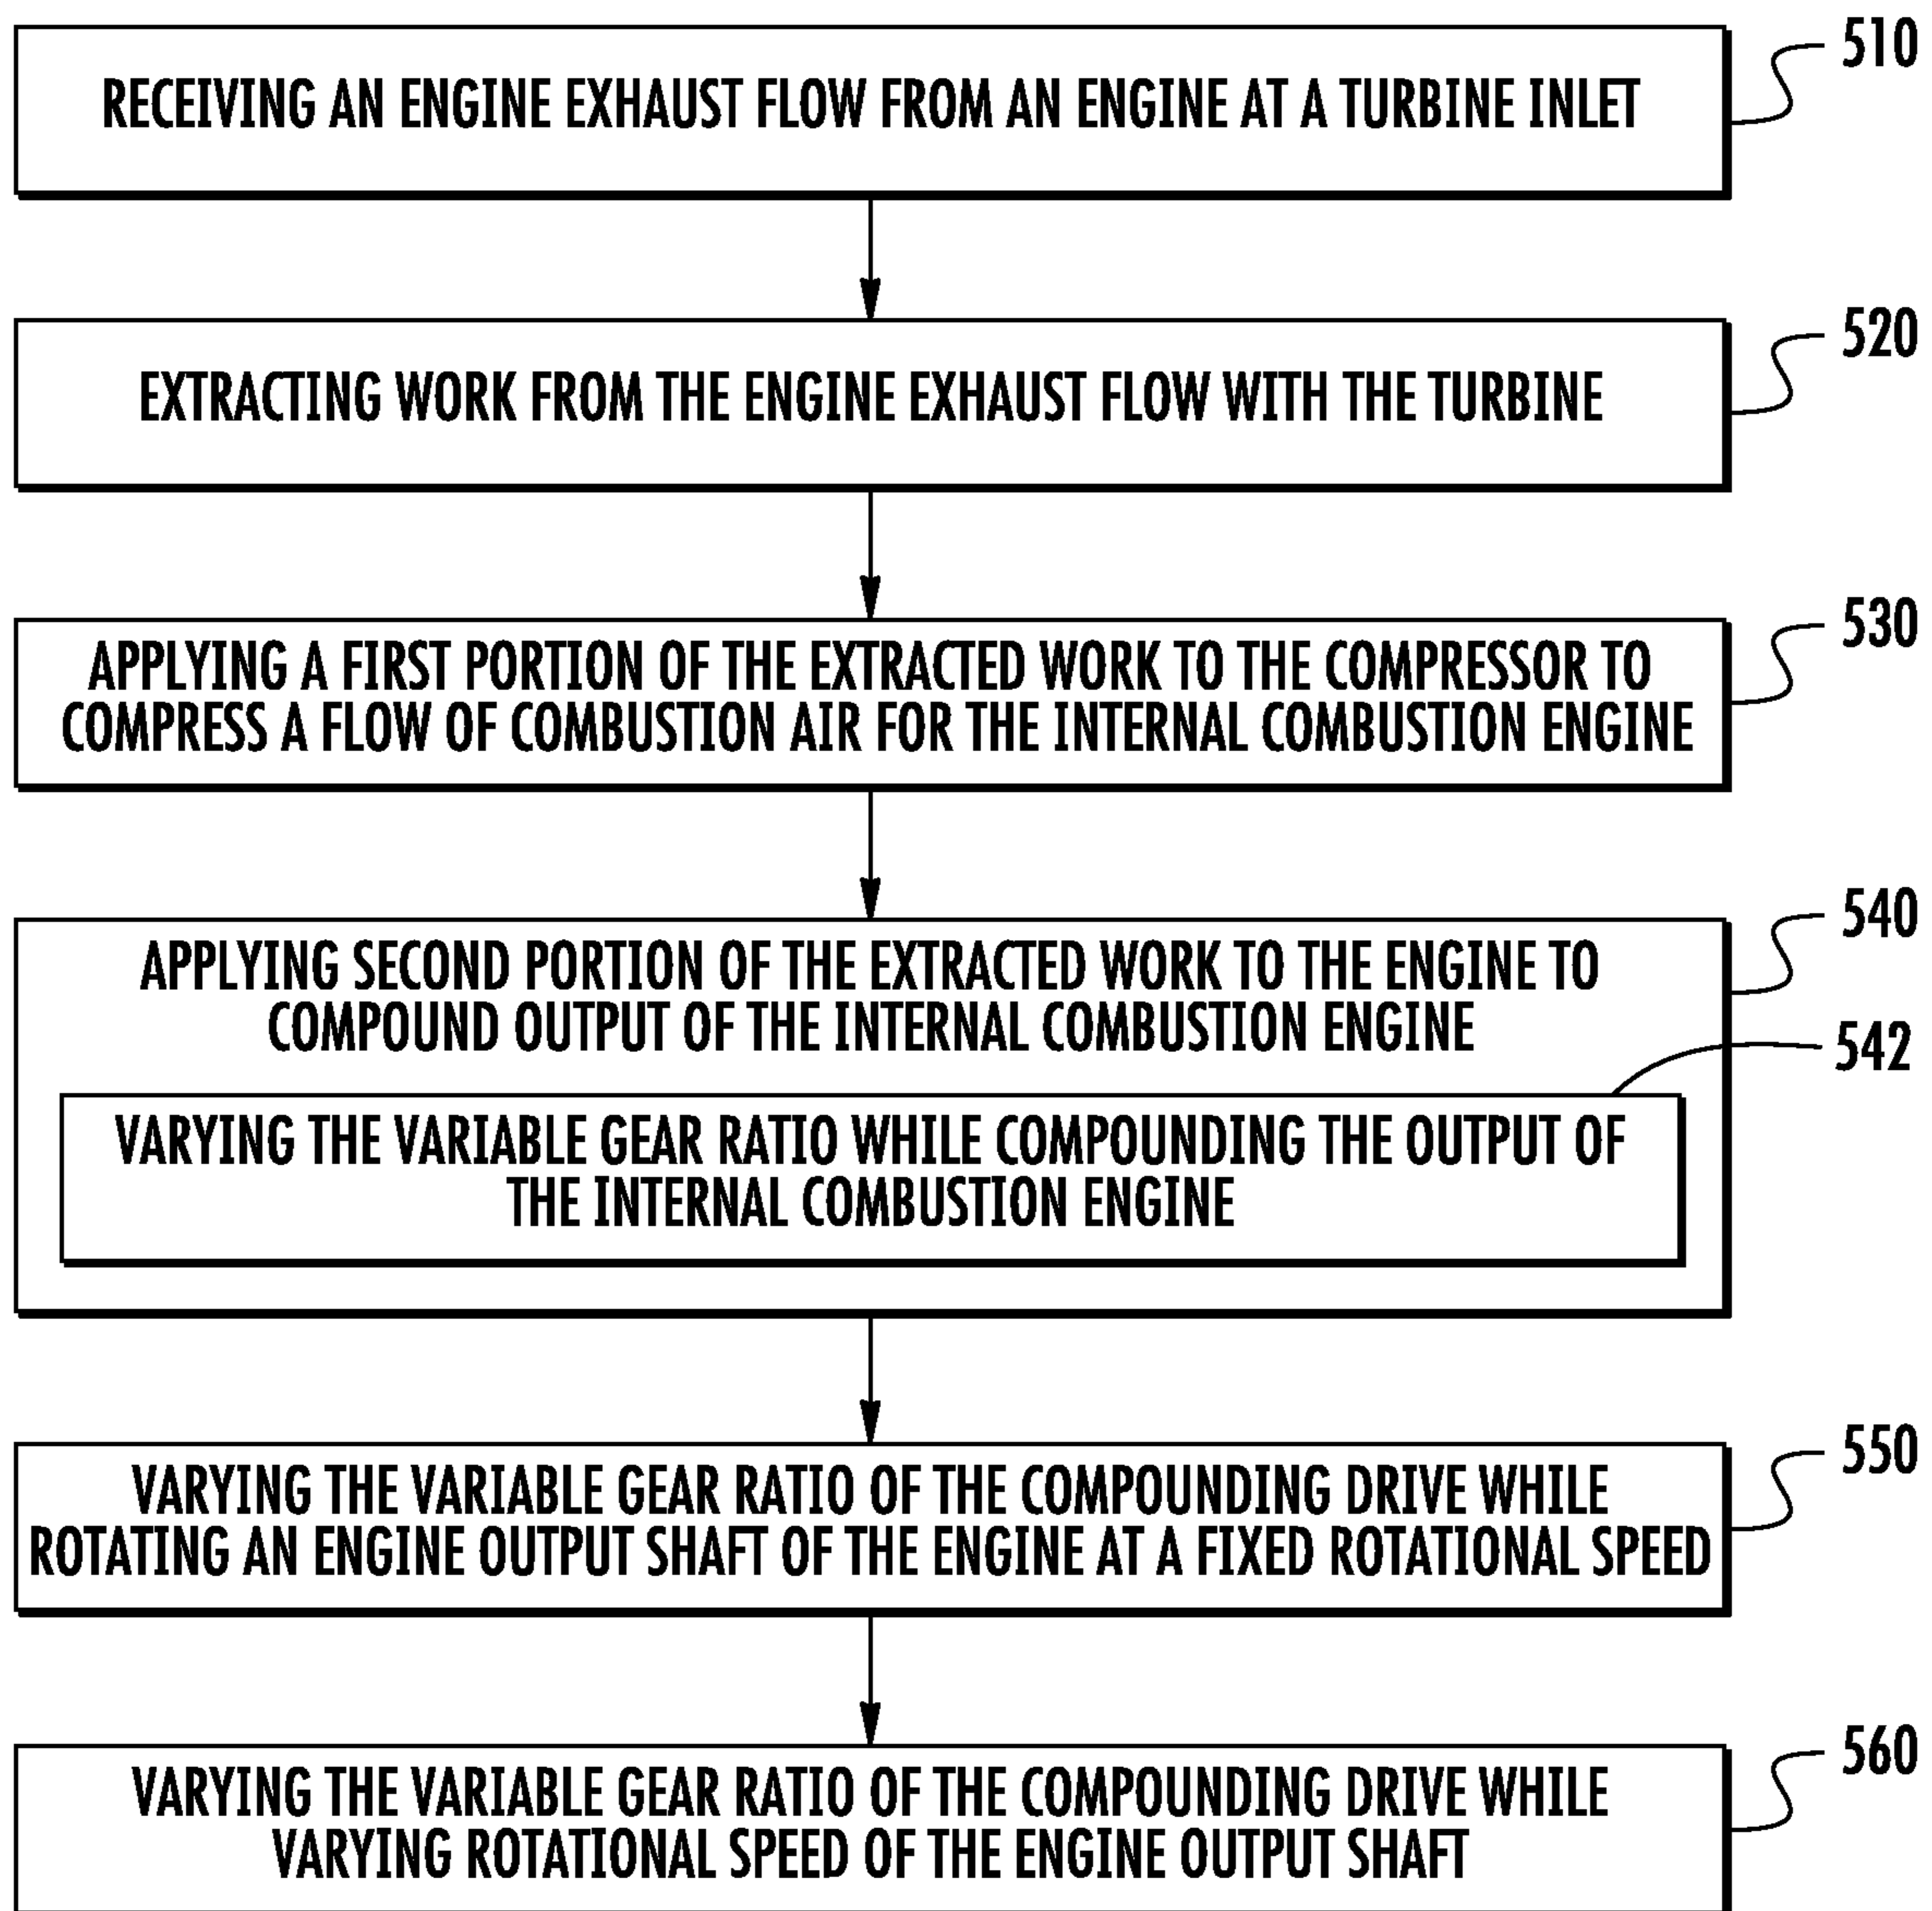 510
RECEIVING AN ENGINE EXHAUST FLOW FROM AN ENGINE AT A TURBINE INLET
520
EXTRACTING WORK FROM THE ENGINE EXHAUST FLOW WITH THE TURBINE
530
APPLYING A FIRST PORTION OF THE EXTRACTED WORK TO THE COMPRESSOR TO
COMPRESS A FLOW OF COMBUSTION AIR FOR THE INTERNAL COMBUSTION ENGINE
540
APPLYING SECOND PORTION OF THE EXTRACTED WORK TO THE ENGINE TO
COMPOUND OUTPUT OF THE INTERNAL COMBUSTION ENGINE
542
VARYING THE VARIABLE GEAR RATIO WHILE COMPOUNDING THE OUTPUT OF
THE INTERNAL COMBUSTION ENGINE
550
VARYING THE VARIABLE GEAR RATIO OF THE COMPOUNDING DRIVE WHILE
ROTATING AN ENGINE OUTPUT SHAFT OF THE ENGINE AT A FIXED ROTATIONAL SPEED
560
VARYING THE VARIABLE GEAR RATIO OF THE COMPOUNDING DRIVE WHILE
VARYING ROTATIONAL SPEED OF THE ENGINE OUTPUT SHAFT